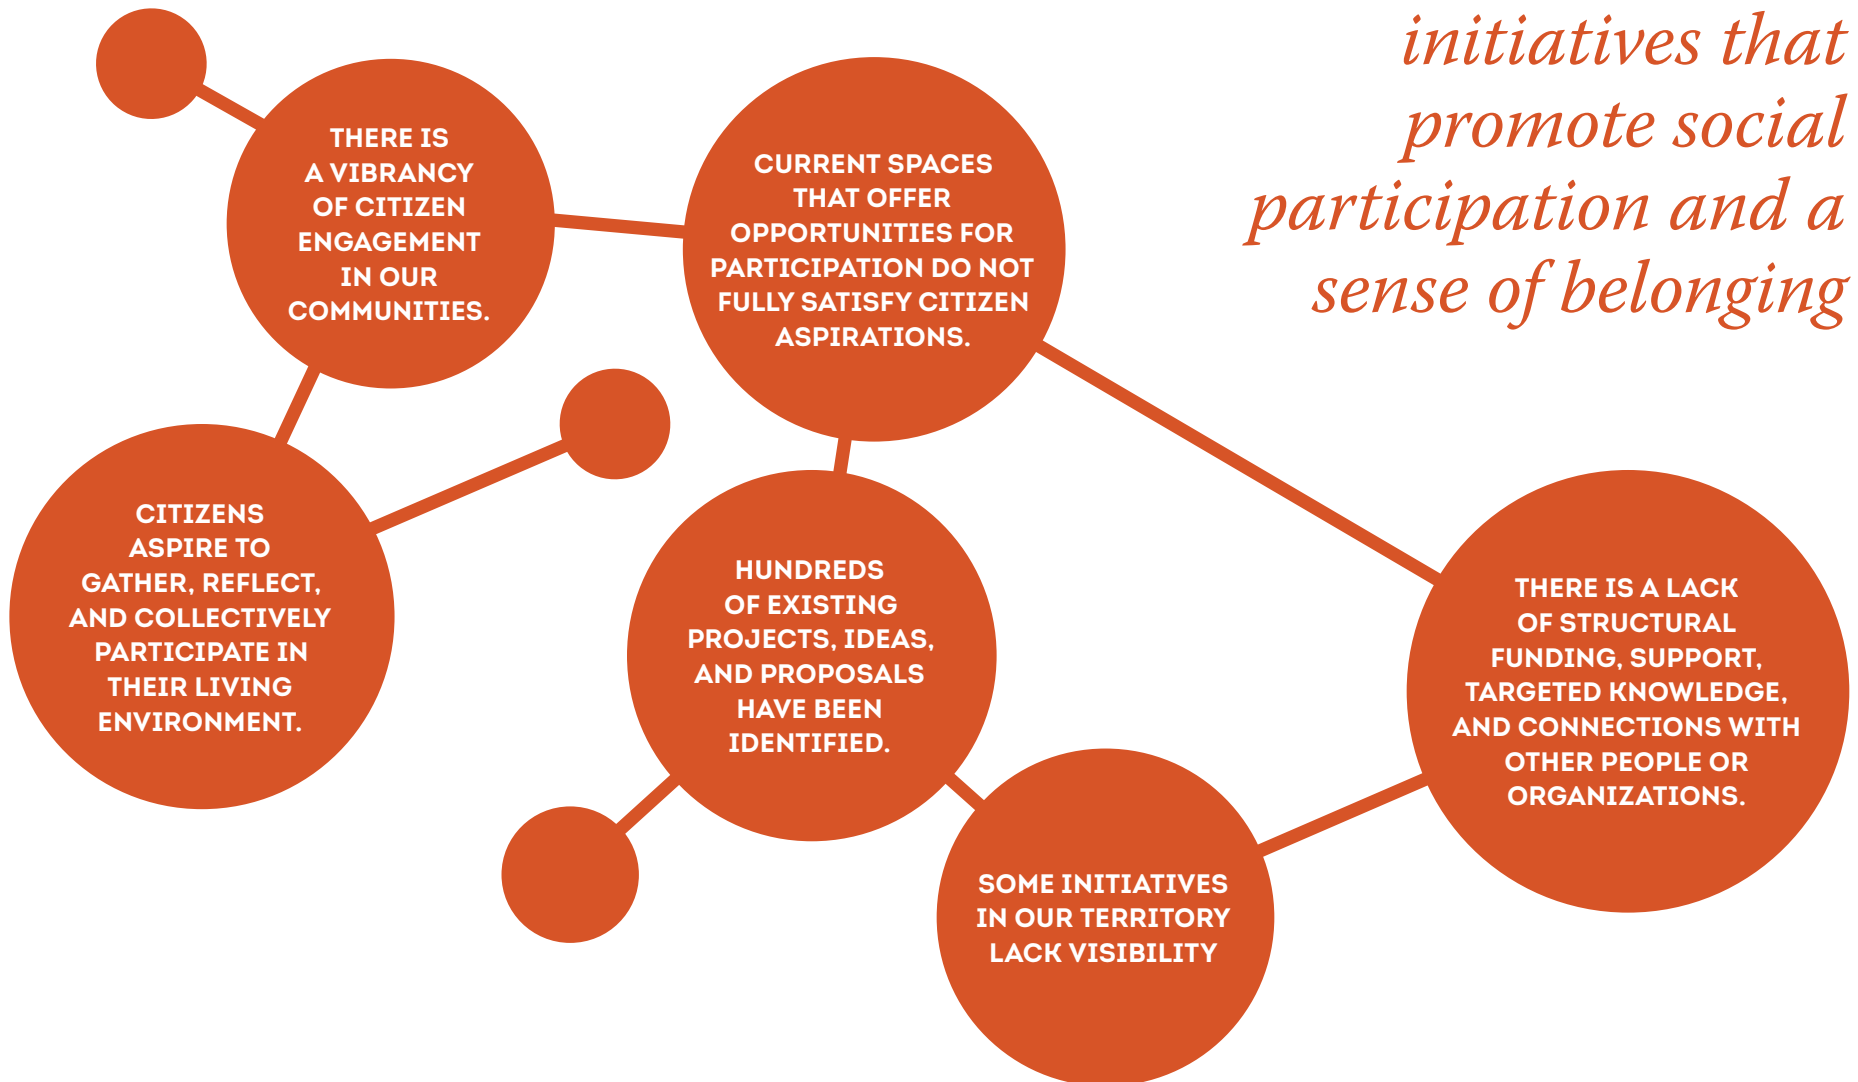 initiatives that
promote social
participation and a
sense of belonging
THERE IS
A VIBRANCY
OF CITIZEN
ENGAGEMENT
IN OUR
COMMUNITIES.
CURRENT SPACES
THAT OFFER
OPPORTUNITIES FOR
PARTICIPATION DO NOT
FULLY SATISFY CITIZEN
ASPIRATIONS.
CITIZENS
ASPIRE TO
GATHER, REFLECT,
AND COLLECTIVELY
PARTICIPATE IN
THEIR LIVING
ENVIRONMENT.
HUNDREDS
OF EXISTING
PROJECTS, IDEAS,
AND PROPOSALS
HAVE BEEN
IDENTIFIED.
THERE IS A LACK
OF STRUCTURAL
FUNDING, SUPPORT,
TARGETED KNOWLEDGE,
AND CONNECTIONS WITH
OTHER PEOPLE OR
ORGANIZATIONS.
SOME INITIATIVES
IN OUR TERRITORY
LACK VISIBILITY